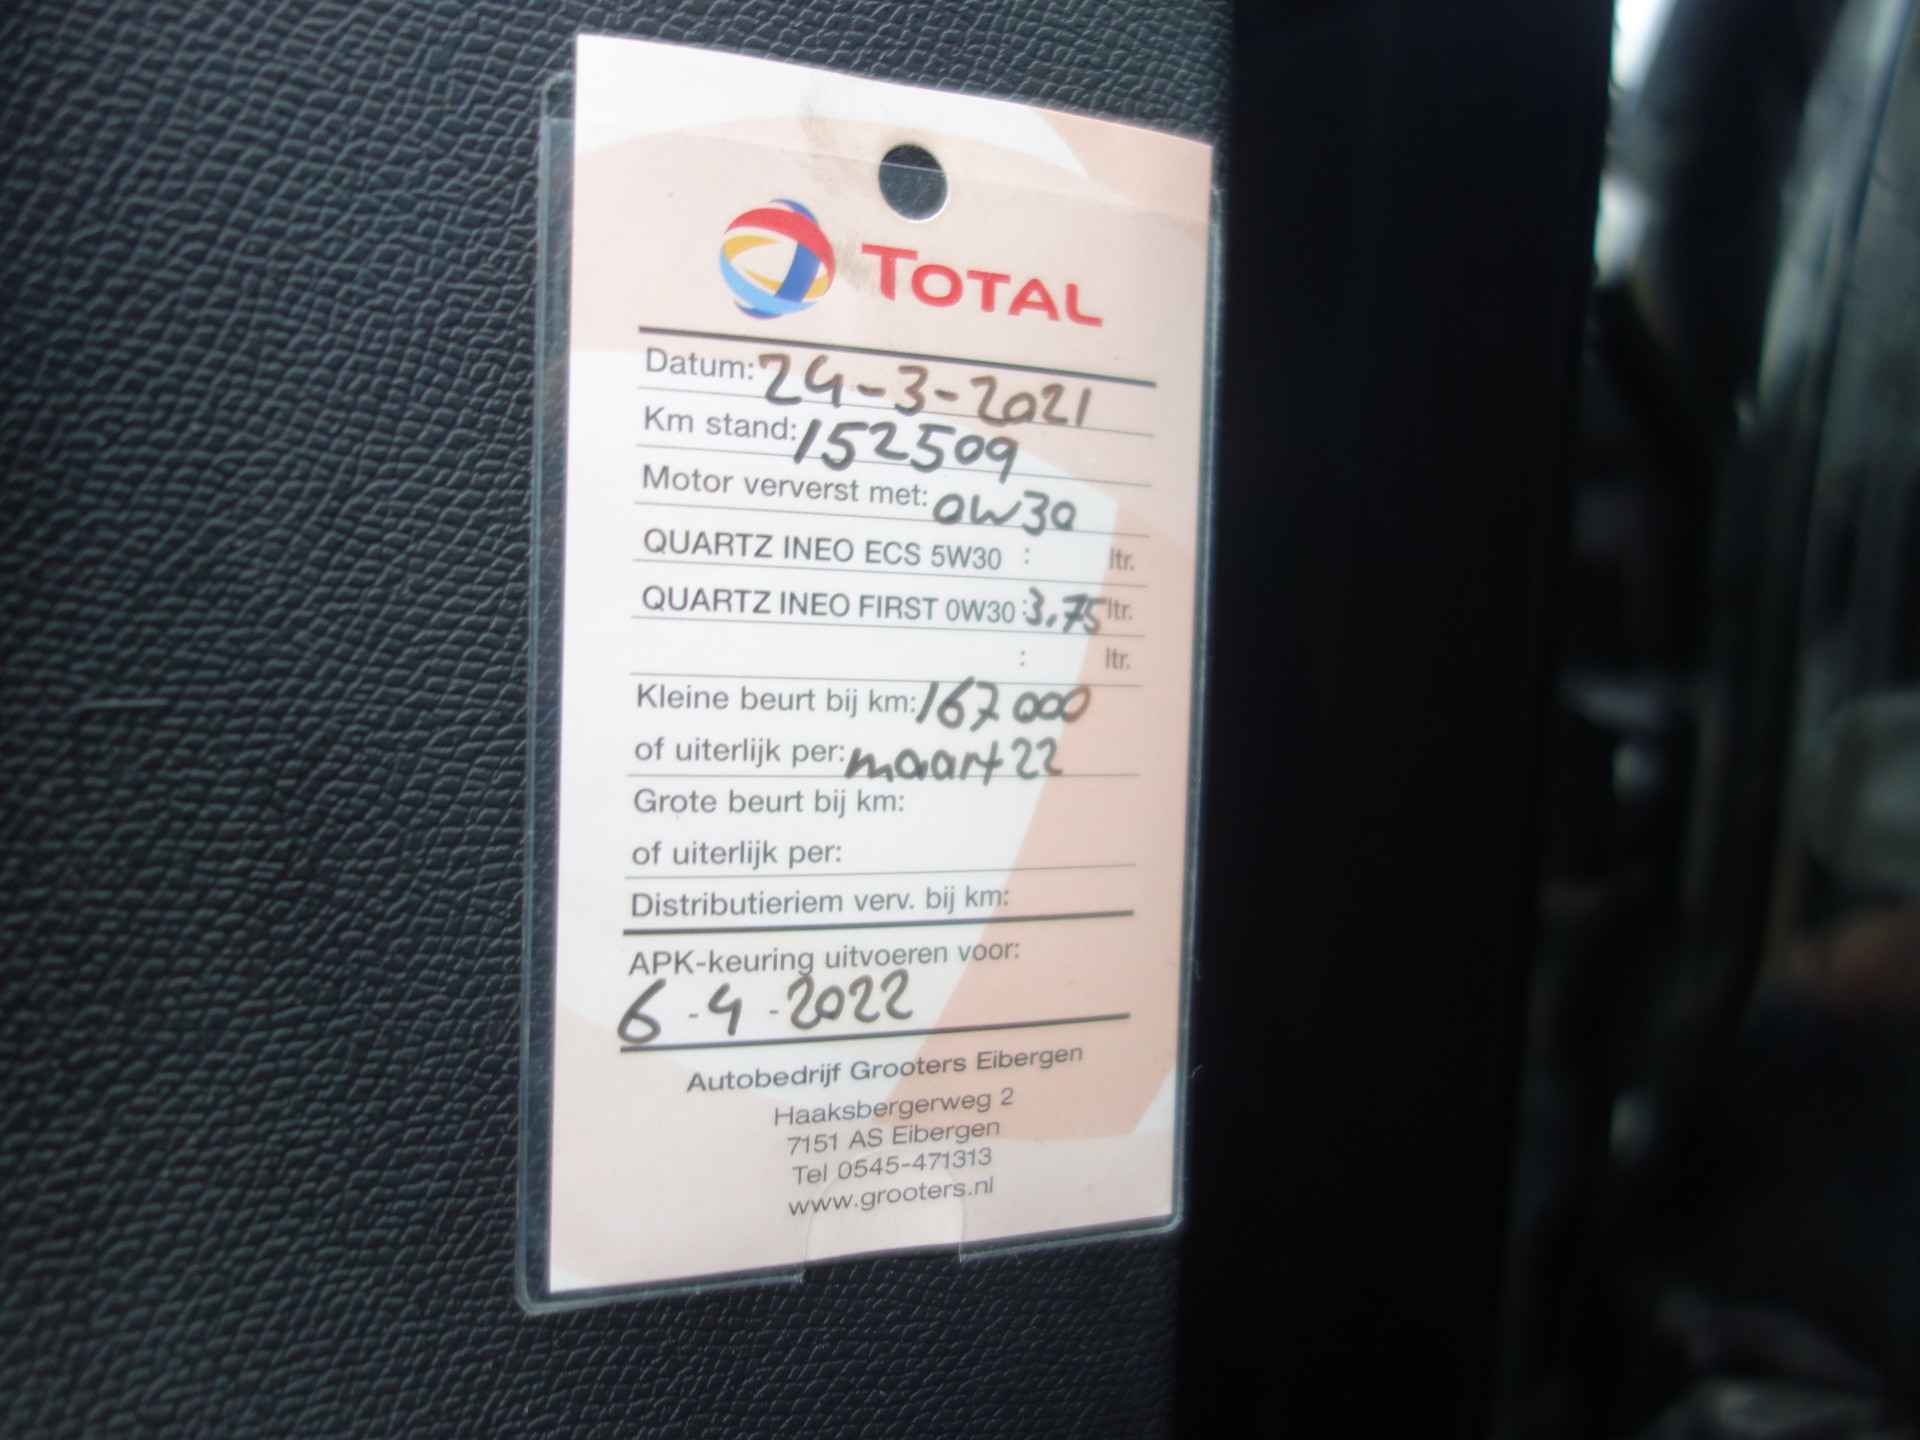 TOTAL
Datum: 24-3-2021
Km stand: 152509
Motor ververst met: 0W30
QUARTZ INEO ECS 5W30 : ltr.
QUARTZ INEO FIRST 0W30 : 3.75 ltr.
: ltr.
Kleine beurt bij km: 167000
of uiterlijk per: maart 22
Grote beurt bij km:
of uiterlijk per:
Distributieriem verv. bij km:
APK-keuring uitvoeren voor:
6-4-2022
Autobedrijf Grooters Eibergen
Haaksbergerweg 2
7151 AS Eibergen
Tel 0545-471313
www.grooters.nl